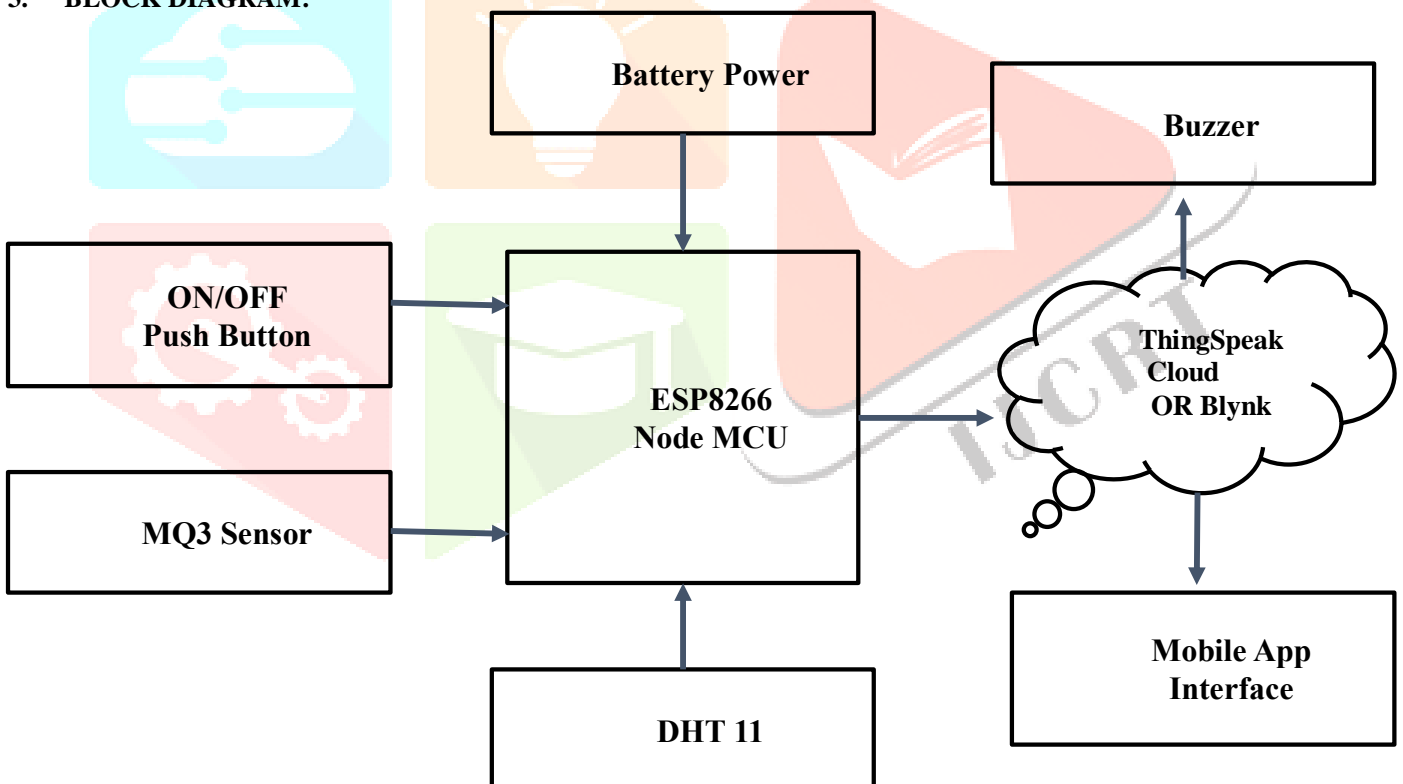 BLOCK DIAGRAM:
Battery Power
Buzzer
ON/OFF
Push Button
ESP8266
Node MCU
ThingSpeak
Cloud
OR Blynk
MQ3 Sensor
Mobile App
Interface
DHT 11
IJCRT